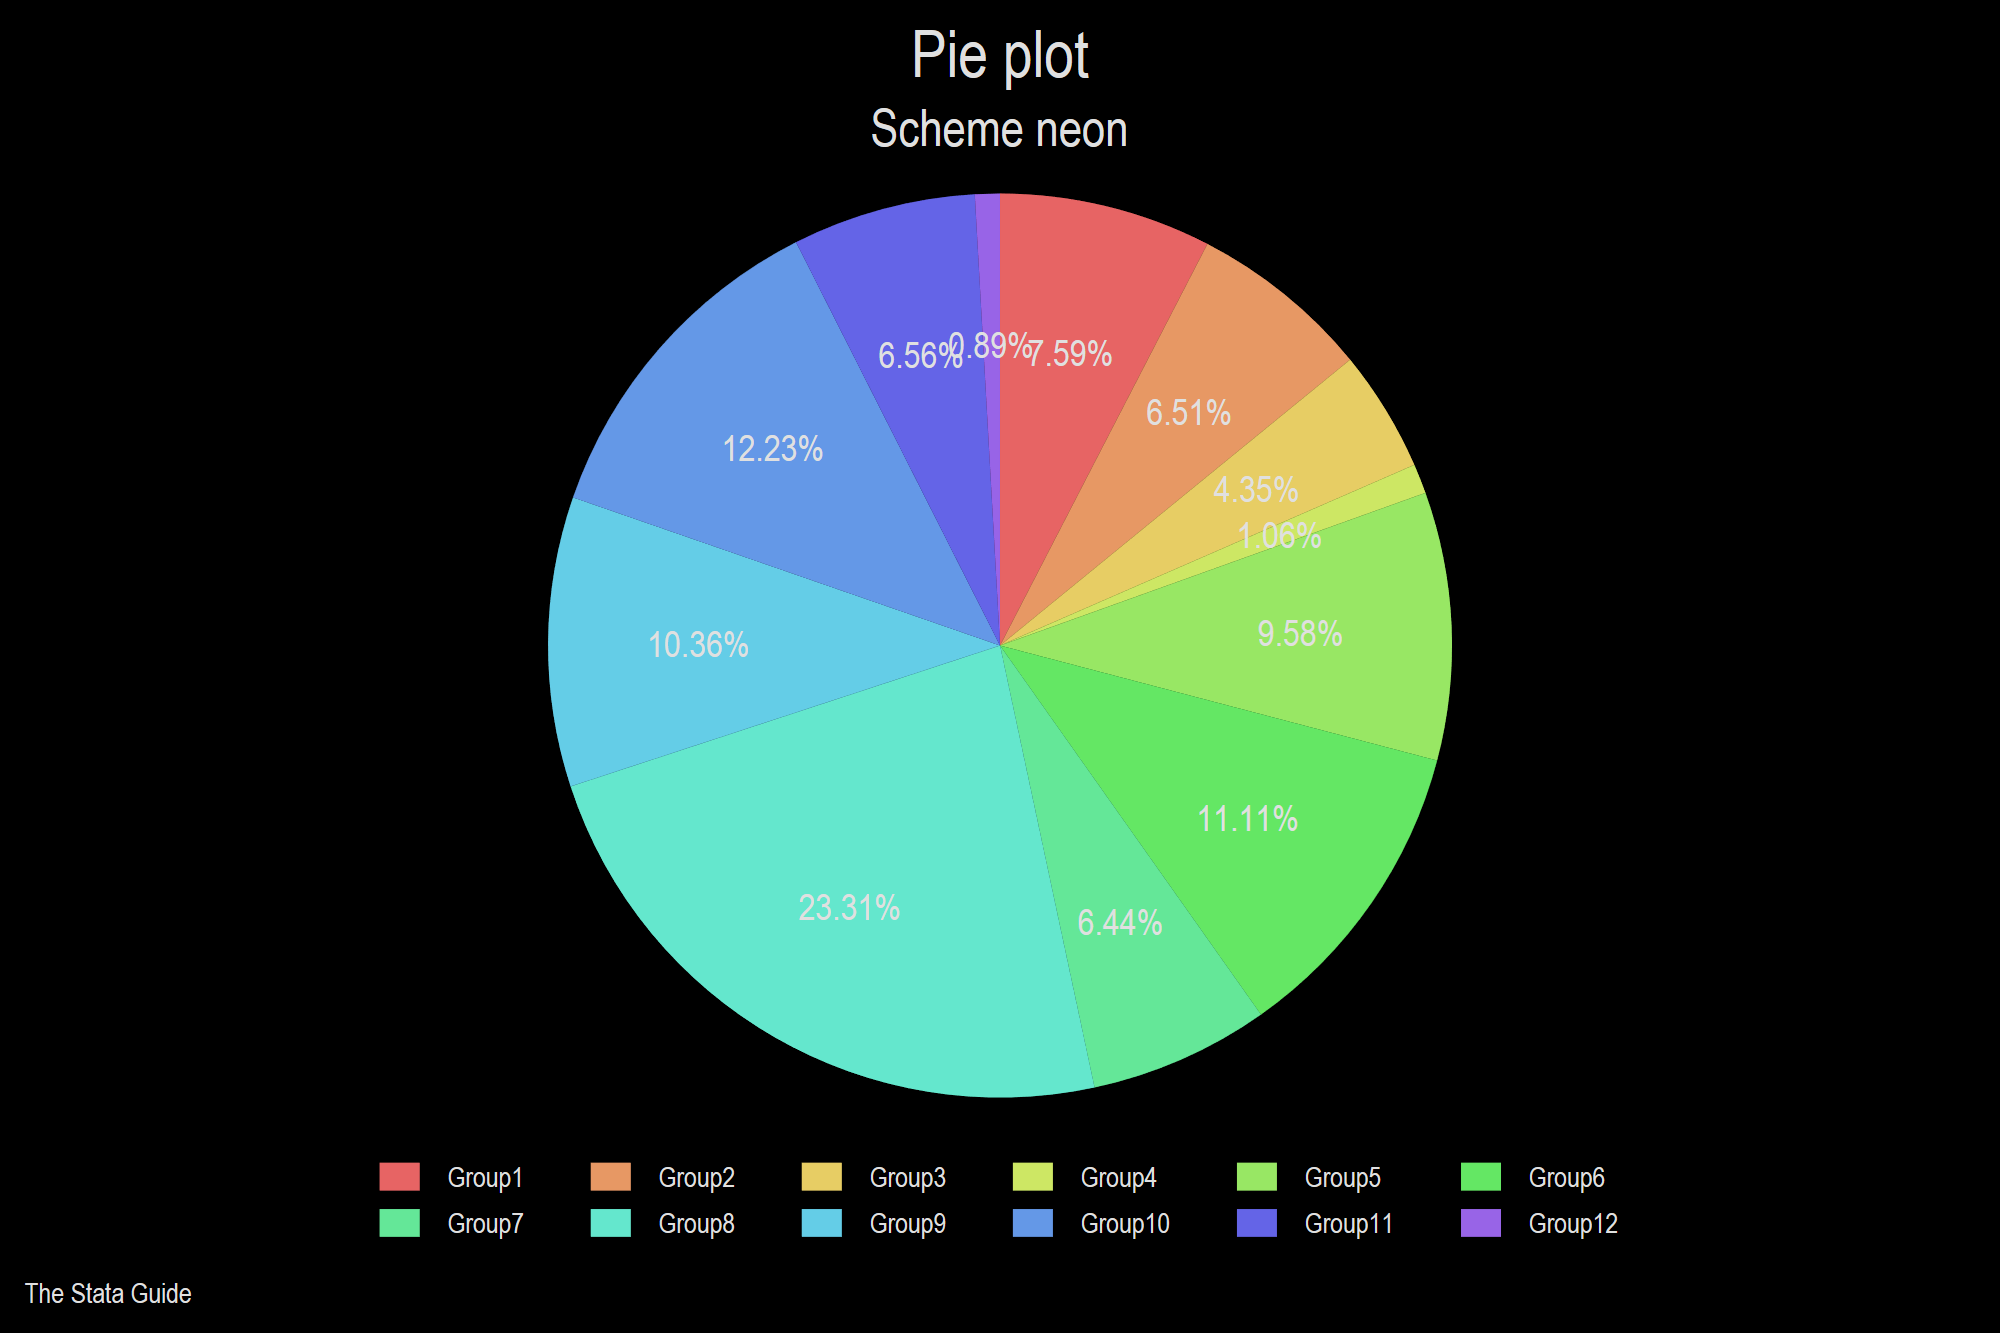 Pie plot
Scheme neon
6.56%
0.89%
7.59%
6.51%
12.23%
4.35%
1.06%
9.58%
10.36%
11.11%
23.31%
6.44%
Group1 Group2 Group3 Group4 Group5 Group6
Group7 Group8 Group9 Group10 Group11 Group12
The Stata Guide